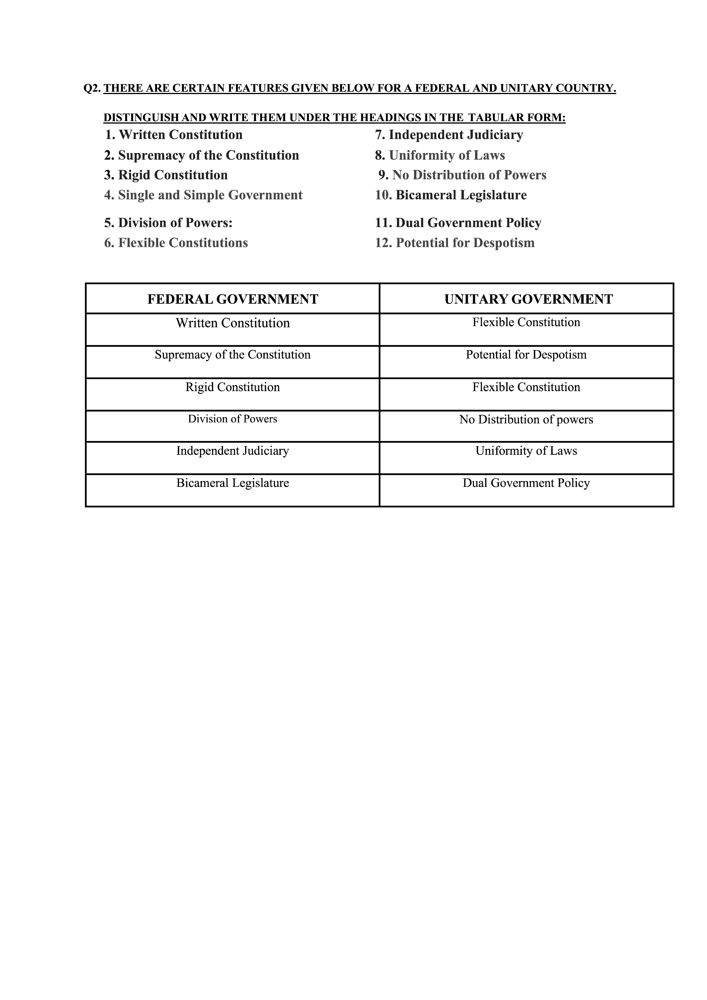 Q2. THERE ARE CERTAIN FEATURES GIVEN BELOW FOR A FEDERAL AND UNITARY COUNTRY.
DISTINGUISH AND WRITE THEM UNDER THE HEADINGS IN THE TABULAR FORM:
1. Written Constitution 7. Independent Judiciary
2. Supremacy of the Constitution 8. Uniformity of Laws
3. Rigid Constitution 9. No Distribution of Powers
4. Single and Simple Government 10. Bicameral Legislature
5. Division of Powers: 11. Dual Government Policy
6. Flexible Constitutions 12. Potential for Despotism
FEDERAL GOVERNMENT UNITARY GOVERNMENT
Written Constitution Flexible Constitution
Supremacy of the Constitution Potential for Despotism
Rigid Constitution Flexible Constitution
Division of Powers No Distribution of powers
Independent Judiciary Uniformity of Laws
Bicameral Legislature Dual Government Policy